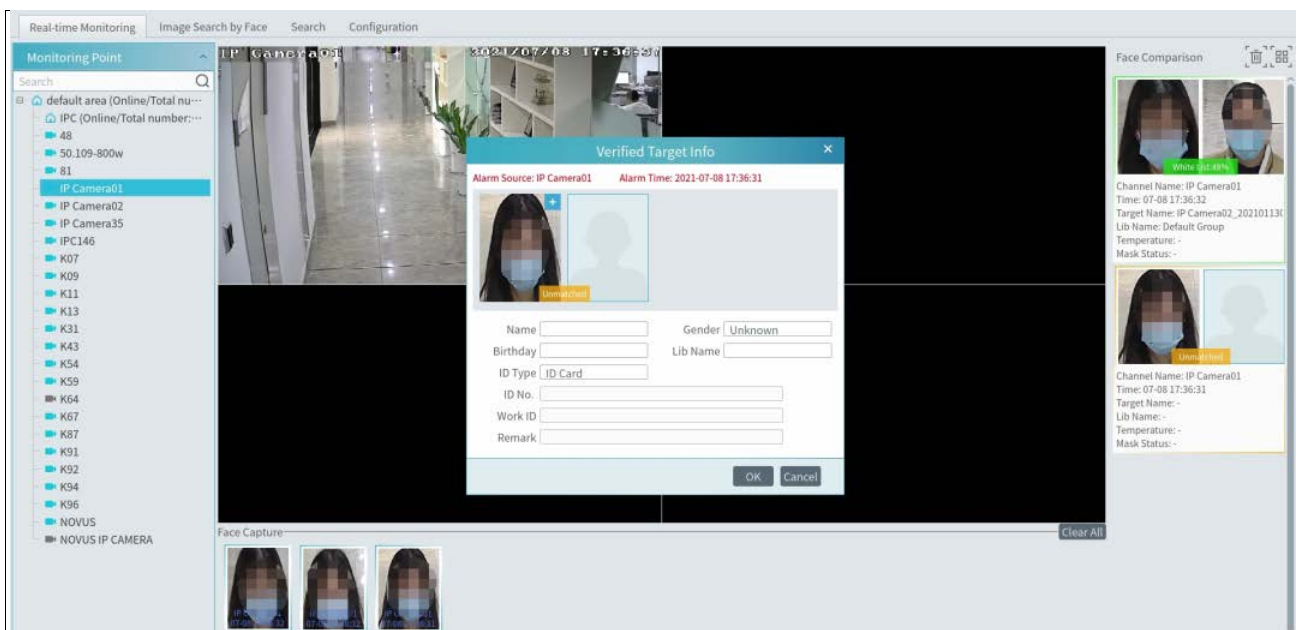 Real-time Monitoring Image Search by Face Search Configuration
Monitoring Point
Search
default area (Online/Total nu···
IPC (Online/Total number:···
48
50.109-800w
81
IP Camera01
IP Camera02
IP Camera35
IPC146
K07
K09
K11
K13
K31
K43
K54
K59
K64
K67
K87
K91
K92
K94
K96
NOVUS
NOVUS IP CAMERA
IP Camera01
Verified Target Info
Alarm Source: IP Camera01 Alarm Time: 2021-07-08 17:36:31
Unmatched
Name
Gender Unknown
Birthday
Lib Name
ID Type ID Card
ID No.
Work ID
Remark
OK Cancel
Face Capture
Clear All
Face Comparison
White List:48%
Channel Name: IP Camera01
Time: 07-08 17:36:32
Target Name: IP Camera02_20210113
Lib Name: Default Group
Temperature: -
Mask Status: -
Unmatched
Channel Name: IP Camera01
Time: 07-08 17:36:31
Target Name: -
Lib Name: -
Temperature: -
Mask Status: -